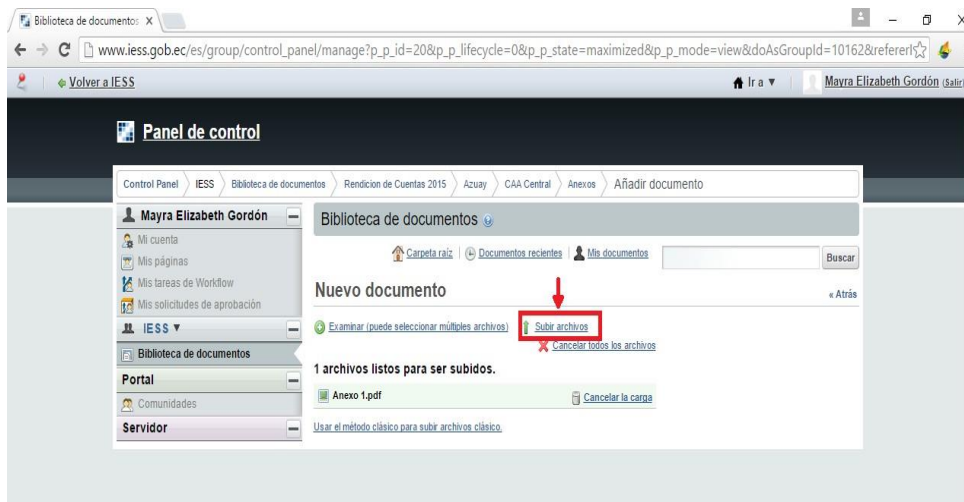 Biblioteca de documentos
www.iess.gob.ec/es/group/control_panel/manage?p_p_id=20&p_p_lifecycle=0&p_p_state=maximized&p_p_mode=view&doAsGroupId=10162&refererI
Volver a IESS Ir a ▼ Mayra Elizabeth Gordón (Salir)
Panel de control
Control Panel IESS Biblioteca de documentos Rendicion de Cuentas 2015 Azuay CAA Central Anexos Añadir documento
Mayra Elizabeth Gordón
Mi cuenta
Mis páginas
Mis tareas de Workflow
Mis solicitudes de aprobación
IESS ▼
Biblioteca de documentos
Portal
Comunidades
Servidor
Biblioteca de documentos
Carpeta raíz | Documentos recientes | Mis documentos Buscar
Nuevo documento « Atrás
Examinar (puede seleccionar múltiples archivos) Subir archivos
Cancelar todos los archivos
1 archivos listos para ser subidos.
Anexo 1.pdf Cancelar la carga
Usar el método clásico para subir archivos clásico.